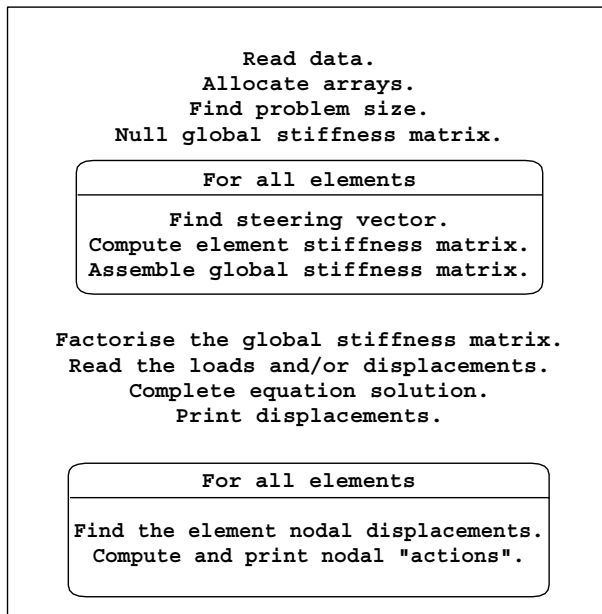 Read data.
Allocate arrays.
Find problem size.
Null global stiffness matrix.
For all elements
Find steering vector.
Compute element stiffness matrix.
Assemble global stiffness matrix.
Factorise the global stiffness matrix.
Read the loads and/or displacements.
Complete equation solution.
Print displacements.
For all elements
Find the element nodal displacements.
Compute and print nodal "actions".